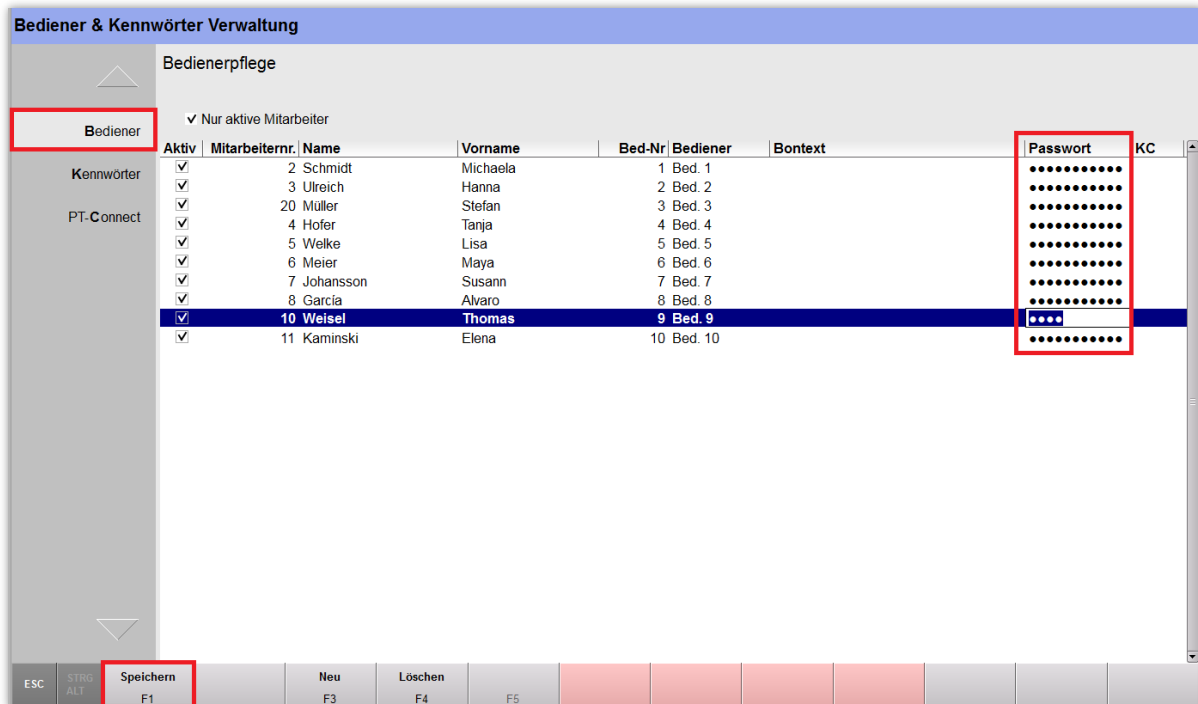 Bediener & Kennwörter Verwaltung
Bedienerpflege
Nur aktive Mitarbeiter
Bediener
Kennwörter
PT-Connect
Aktiv Mitarbeiternr. Name Vorname Bed-Nr Bediener Bontext Passwort KC
2 Schmidt Michaela 1 Bed. 1 •••••••••••
3 Ulreich Hanna 2 Bed. 2 •••••••••••
20 Müller Stefan 3 Bed. 3 •••••••••••
4 Hofer Tanja 4 Bed. 4 •••••••••••
5 Welke Lisa 5 Bed. 5 •••••••••••
6 Meier Maya 6 Bed. 6 •••••••••••
7 Johansson Susann 7 Bed. 7 •••••••••••
8 García Alvaro 8 Bed. 8 •••••••••••
10 Weisel Thomas 9 Bed. 9 ••••
11 Kaminski Elena 10 Bed. 10 •••••••••••
ESC STRG ALT Speichern F1 Neu F3 Löschen F4 F5